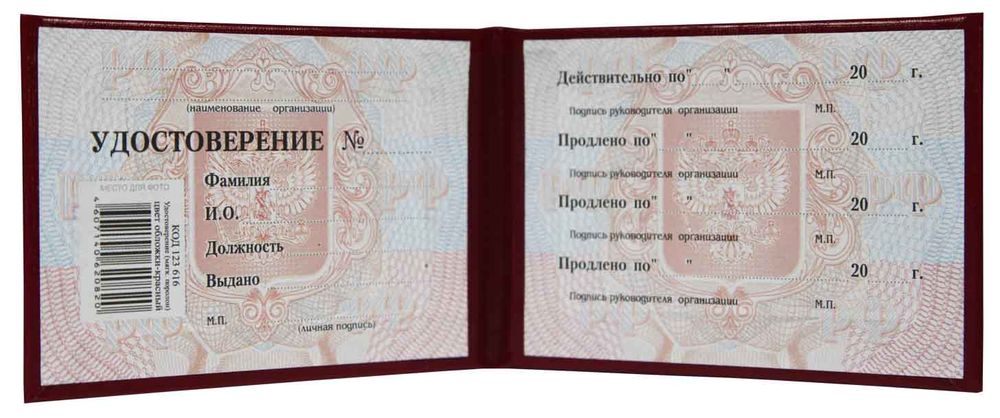 (наименование организации)
УДОСТОВЕРЕНИЕ №
МЕСТО ДЛЯ ФОТО
КОД 123 616
Удостоверение (мягк. поролон)
цвет обложки-красный
4607140620820
Фамилия
И.О.
Должность
Выдано
М.П.
(личная подпись)
Действительно по" " 20 г.
Подпись руководителя организации М.П.
Продлено по" " 20 г.
Подпись руководителя организации М.П.
Продлено по" " 20 г.
Подпись руководителя организации М.П.
Продлено по" " 20 г.
Подпись руководителя организации М.П.